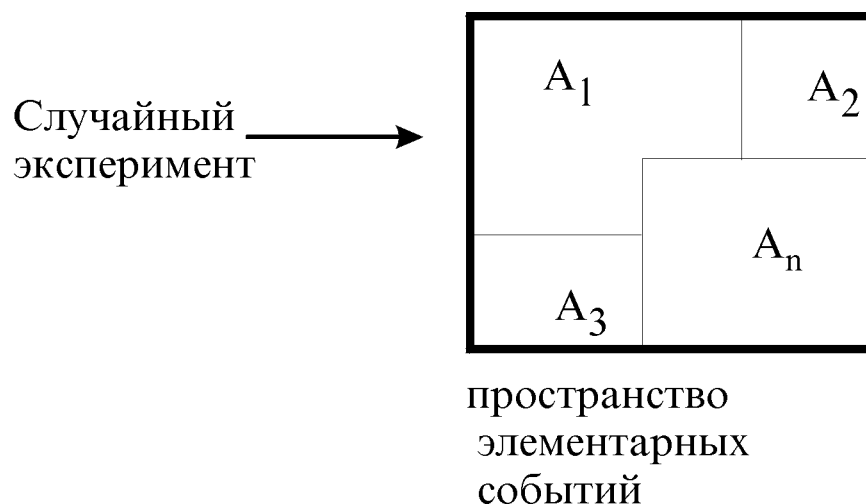 Случайный
эксперимент
A₁
A₂
A₃
Aₙ
пространство
элементарных
событий